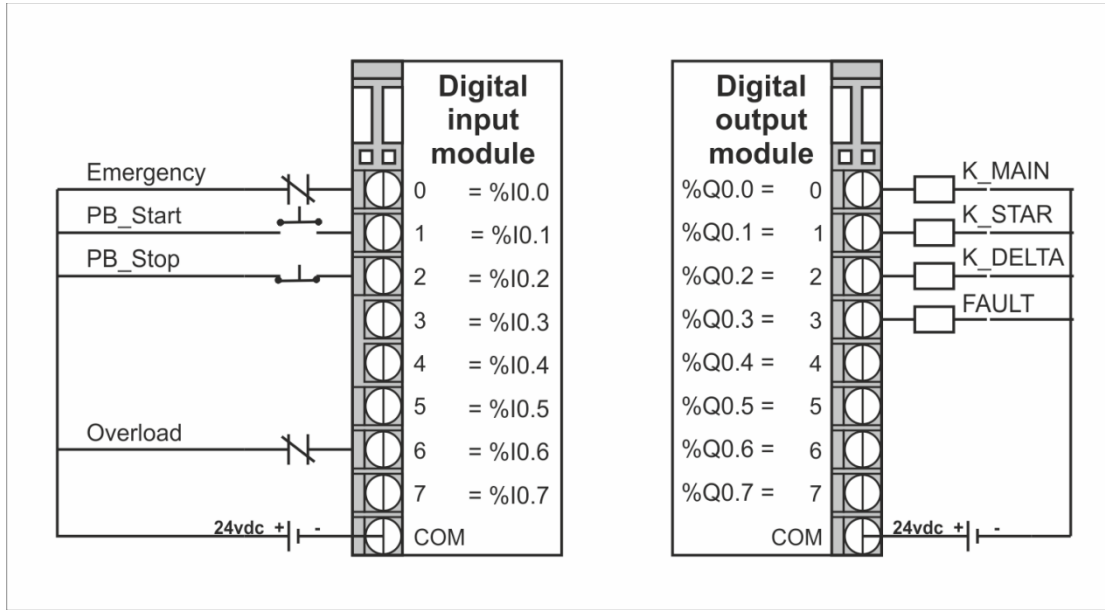 Digital
input
module
Emergency
0 = %I0.0
PB_Start
1 = %I0.1
PB_Stop
2 = %I0.2
3 = %I0.3
4 = %I0.4
5 = %I0.5
Overload
6 = %I0.6
7 = %I0.7
24vdc + -
COM
Digital
output
module
%Q0.0 = 0
K_MAIN
%Q0.1 = 1
K_STAR
%Q0.2 = 2
K_DELTA
%Q0.3 = 3
FAULT
%Q0.4 = 4
%Q0.5 = 5
%Q0.6 = 6
%Q0.7 = 7
COM
24vdc + -